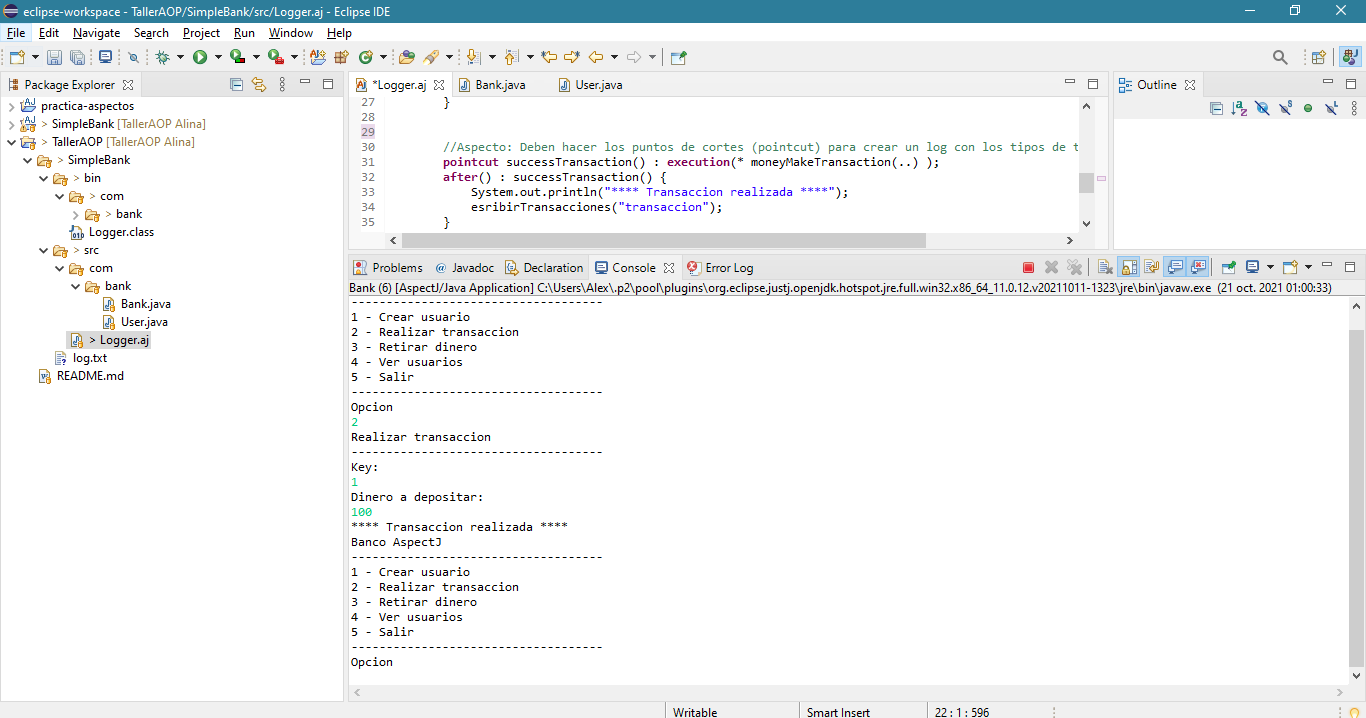 eclipse-workspace - TallerAOP/SimpleBank/src/Logger.aj - Eclipse IDE
File Edit Navigate Search Project Run Window Help
Package Explorer
practica-aspectos
> SimpleBank [TallerAOP Alina]
> TallerAOP [TallerAOP Alina]
> SimpleBank
> bin
> com
> bank
Logger.class
> src
com
bank
Bank.java
User.java
> Logger.aj
log.txt
README.md
*Logger.aj Bank.java User.java
27 }
28
29
30 //Aspecto: Deben hacer los puntos de cortes (pointcut) para crear un log con los tipos de t
31 pointcut successTransaction() : execution(* moneyMakeTransaction(..) );
32 after() : successTransaction() {
33 System.out.println("**** Transaccion realizada ****");
34 esribirTransacciones("transaccion");
35 }
Outline
Problems @ Javadoc Declaration Console Error Log
Bank (6) [AspectJ/Java Application] C:\Users\Alex\.p2\pool\plugins\org.eclipse.justj.openjdk.hotspot.jre.full.win32.x86_64_11.0.12.v20211011-1323\jre\bin\javaw.exe (21 oct. 2021 01:00:33)
------------------------------------
1 - Crear usuario
2 - Realizar transaccion
3 - Retirar dinero
4 - Ver usuarios
5 - Salir
------------------------------------
Opcion
2
Realizar transaccion
------------------------------------
Key:
1
Dinero a depositar:
100
**** Transaccion realizada ****
Banco AspectJ
------------------------------------
1 - Crear usuario
2 - Realizar transaccion
3 - Retirar dinero
4 - Ver usuarios
5 - Salir
------------------------------------
Opcion
Writable Smart Insert 22 : 1 : 596